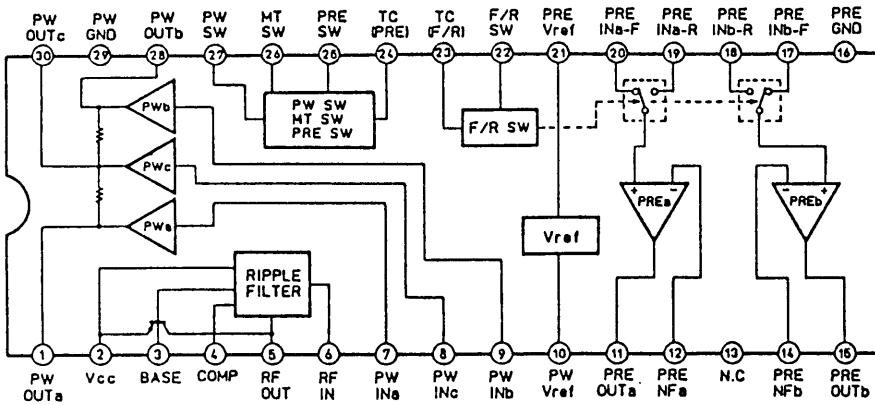 PW OUTc
PW GND
PW OUTb
PW SW
MT SW
PRE SW
TC (PRE)
TC (F/R)
F/R SW
PRE Vref
PRE INa-F
PRE INa-R
PRE INb-R
PRE INb-F
PRE GND
30 29 28 27 26 25 24 23 22 21 20 19 18 17 16
PWb
PWc
PWa
PW SW
MT SW
PRE SW
F/R SW
+ -
PREa
- +
PREb
Vref
RIPPLE
FILTER
1 2 3 4 5 6 7 8 9 10 11 12 13 14 15
PW OUTa
Vcc
BASE
COMP
RF OUT
RF IN
PW INa
PW INc
PW INb
PW Vref
PRE OUTa
PRE NFa
N.C
PRE NFb
PRE OUTb